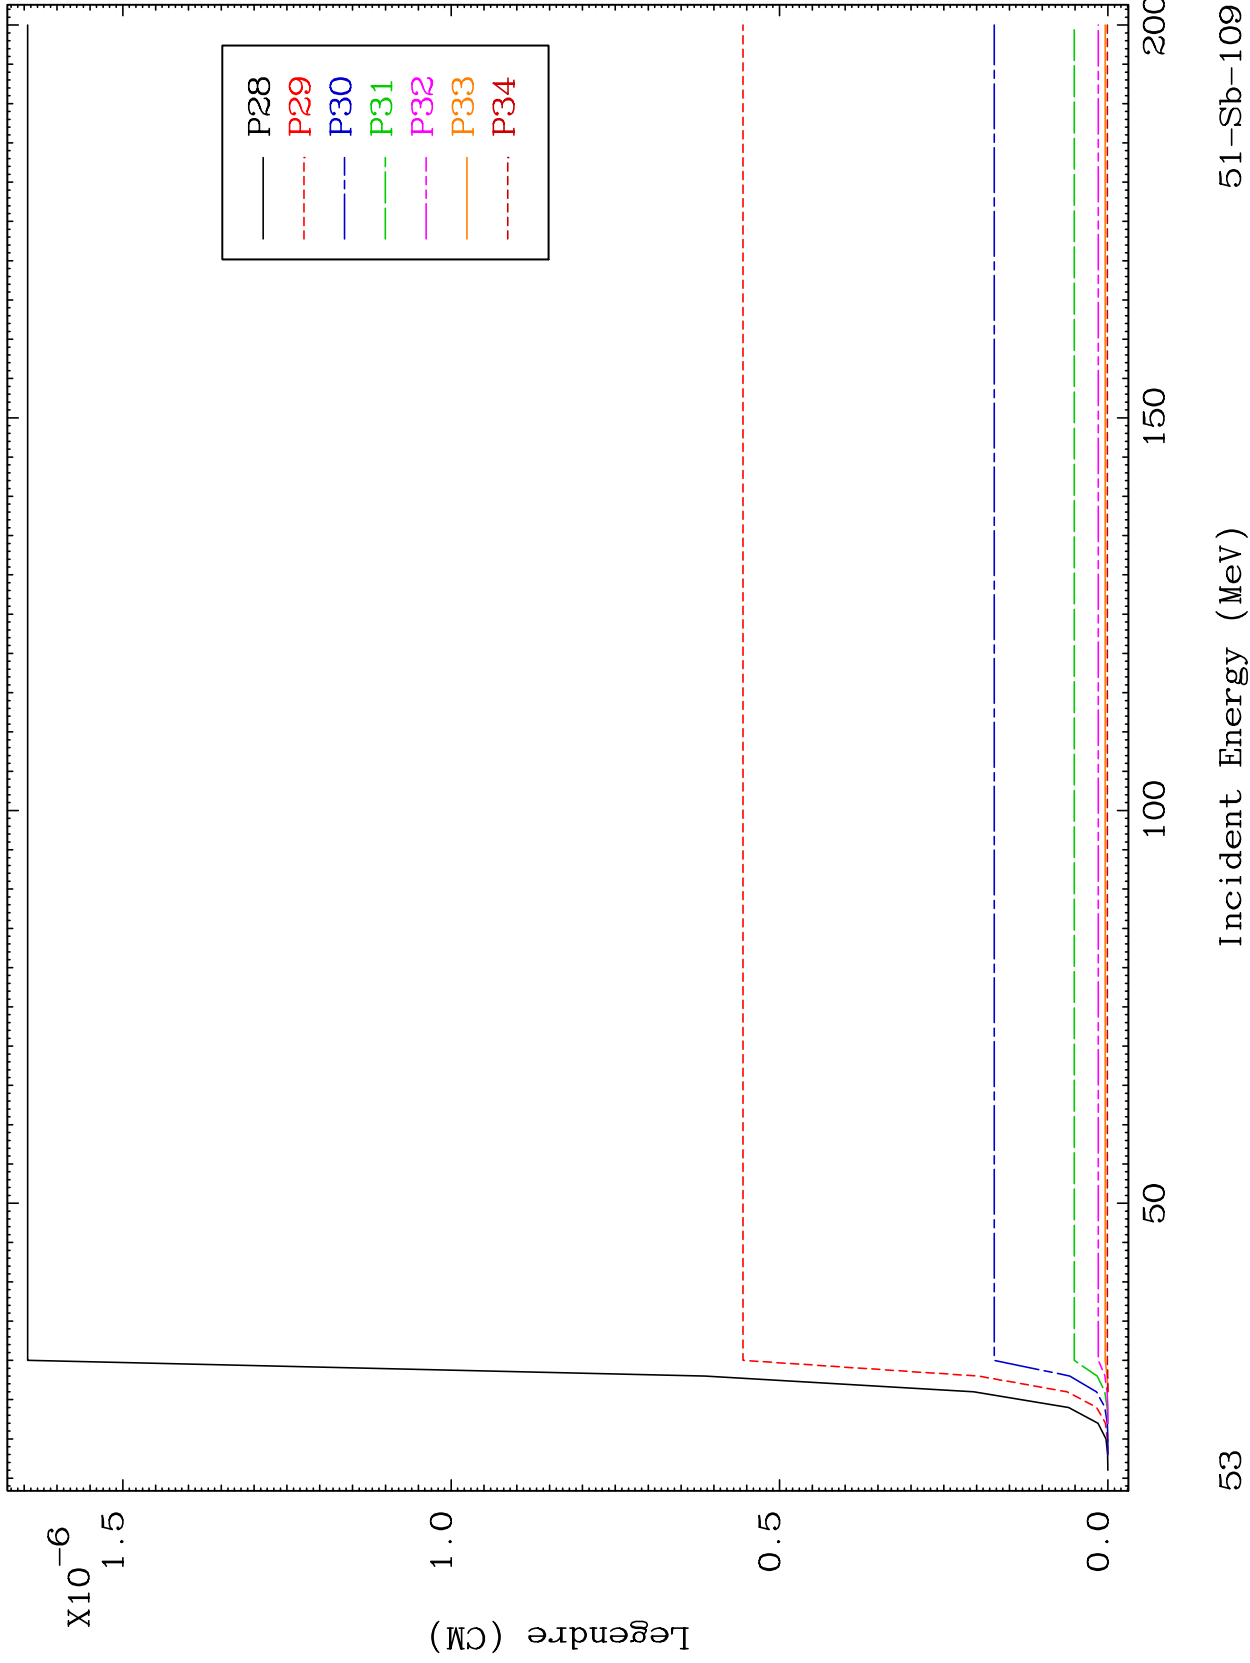 X10-6
1.5
1.0
0.5
0.0
Legendre (CM)
P28
P29
P30
P31
P32
P33
P34
50
100
150
200
53
Incident Energy (MeV)
51-Sb-109